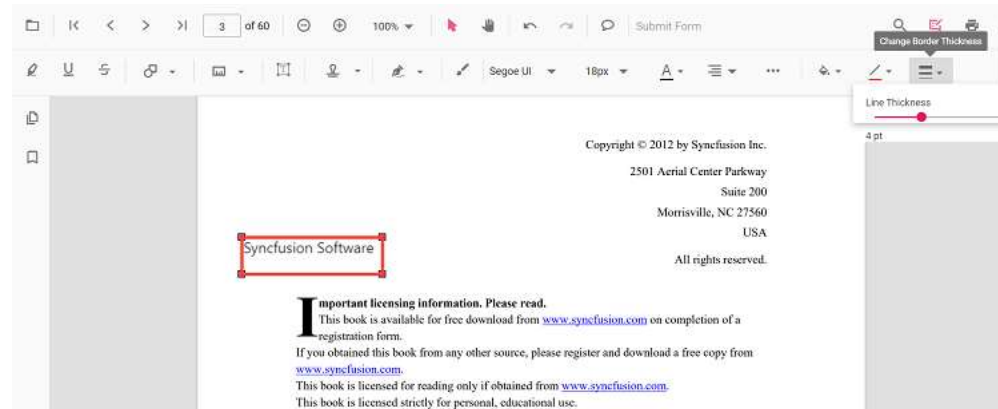 3 of 60 100% Submit Form
Change Border Thickness
Segoe UI 18px A
Line Thickness
4 pt
Copyright © 2012 by Syncfusion Inc.
2501 Aerial Center Parkway
Suite 200
Morrisville, NC 27560
USA
Syncfusion Software
All rights reserved.
Important licensing information. Please read.
This book is available for free download from www.syncfusion.com on completion of a
registration form.
If you obtained this book from any other source, please register and download a free copy from
www.syncfusion.com.
This book is licensed for reading only if obtained from www.syncfusion.com.
This book is licensed strictly for personal, educational use.